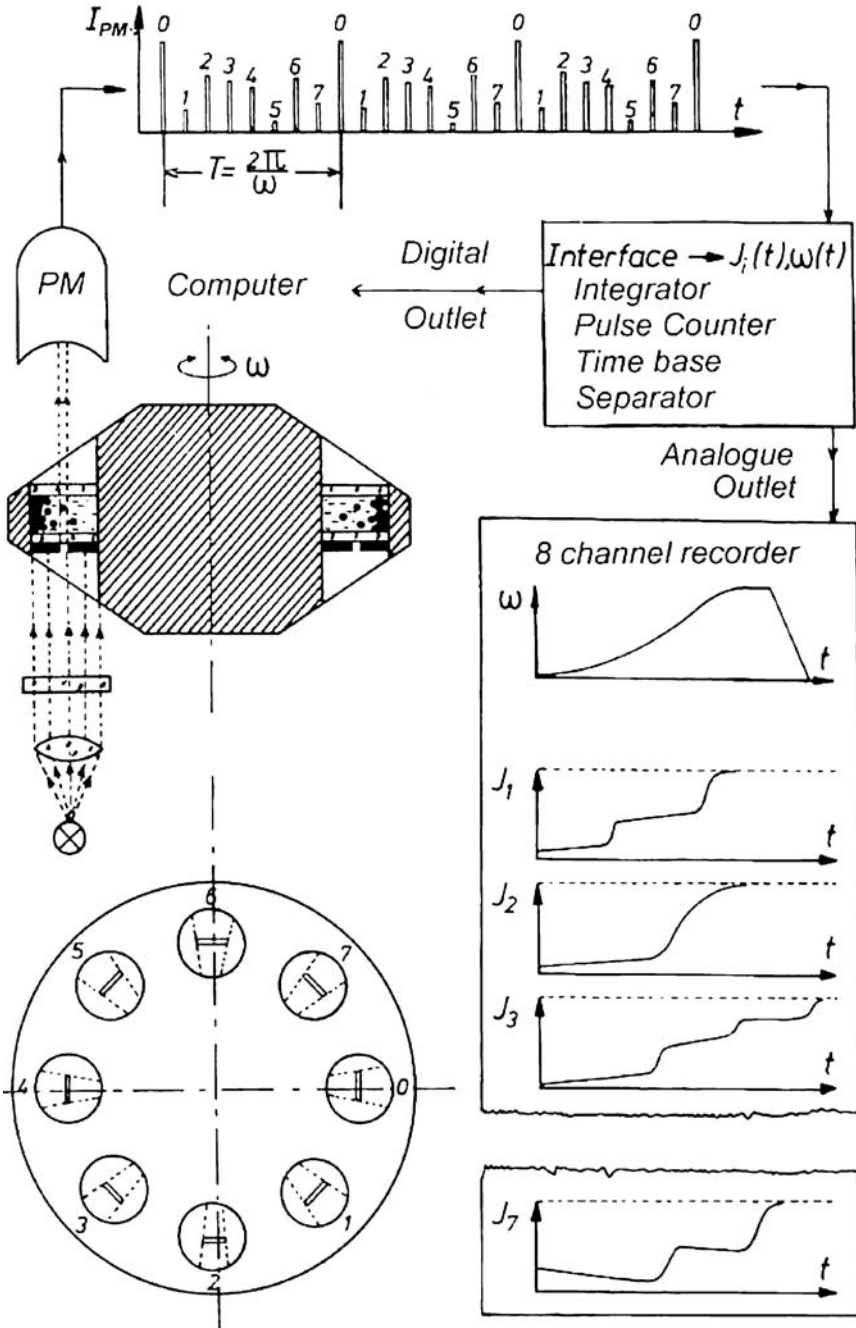 I_PM
0 1 2 3 4 5 6 7 0 1 2 3 4 5 6 7 0 1 2 3 4 5 6 7 0
t
T = 2π/ω
PM
Computer
Digital
Outlet
Interface → J_i(t),ω(t)
Integrator
Pulse Counter
Time base
Separator
ω
Analogue
Outlet
8 channel recorder
ω
t
J_1
t
J_2
t
J_3
t
J_7
t
6
5
7
4
0
3
1
2